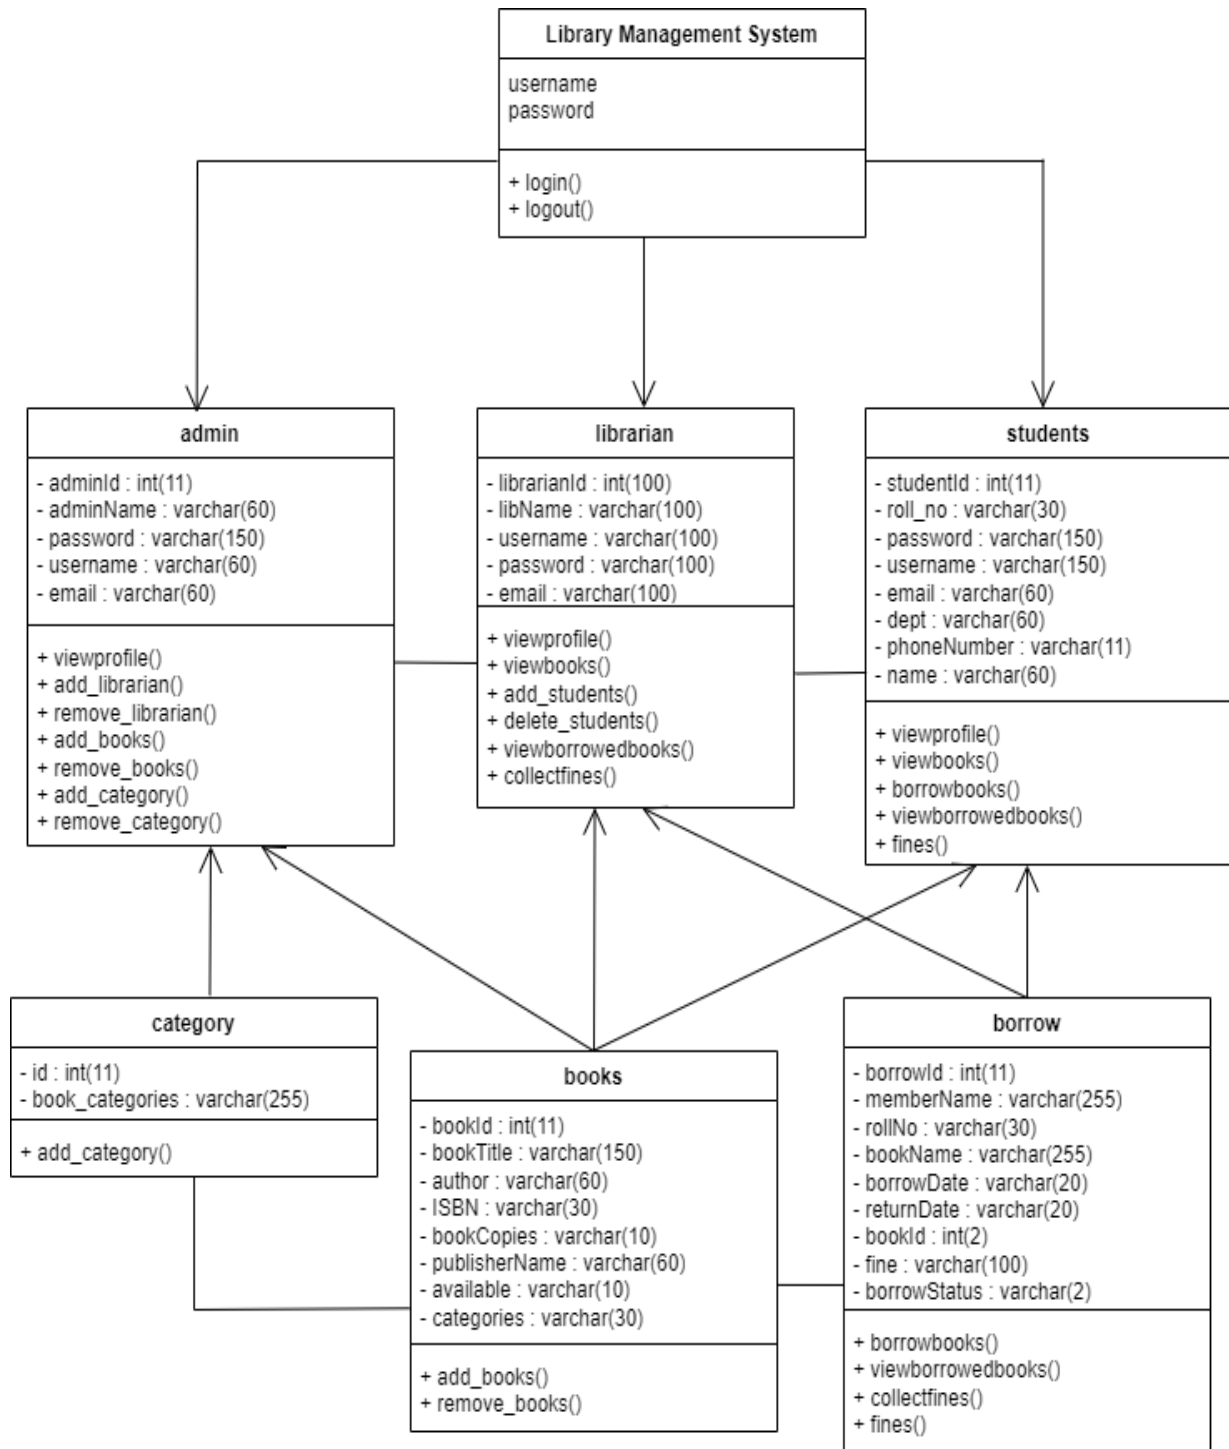 Library Management System
username
password
+ login()
+ logout()
admin
- adminId : int(11)
- adminName : varchar(60)
- password : varchar(150)
- username : varchar(60)
- email : varchar(60)
+ viewprofile()
+ add_librarian()
+ remove_librarian()
+ add_books()
+ remove_books()
+ add_category()
+ remove_category()
librarian
- librarianId : int(100)
- libName : varchar(100)
- username : varchar(100)
- password : varchar(100)
- email : varchar(100)
+ viewprofile()
+ viewbooks()
+ add_students()
+ delete_students()
+ viewborrowedbooks()
+ collectfines()
students
- studentId : int(11)
- roll_no : varchar(30)
- password : varchar(150)
- username : varchar(150)
- email : varchar(60)
- dept : varchar(60)
- phoneNumber : varchar(11)
- name : varchar(60)
+ viewprofile()
+ viewbooks()
+ borrowbooks()
+ viewborrowedbooks()
+ fines()
category
- id : int(11)
- book_categories : varchar(255)
+ add_category()
books
- bookId : int(11)
- bookTitle : varchar(150)
- author : varchar(60)
- ISBN : varchar(30)
- bookCopies : varchar(10)
- publisherName : varchar(60)
- available : varchar(10)
- categories : varchar(30)
+ add_books()
+ remove_books()
borrow
- borrowId : int(11)
- memberName : varchar(255)
- rollNo : varchar(30)
- bookName : varchar(255)
- borrowDate : varchar(20)
- returnDate : varchar(20)
- bookId : int(2)
- fine : varchar(100)
- borrowStatus : varchar(2)
+ borrowbooks()
+ viewborrowedbooks()
+ collectfines()
+ fines()